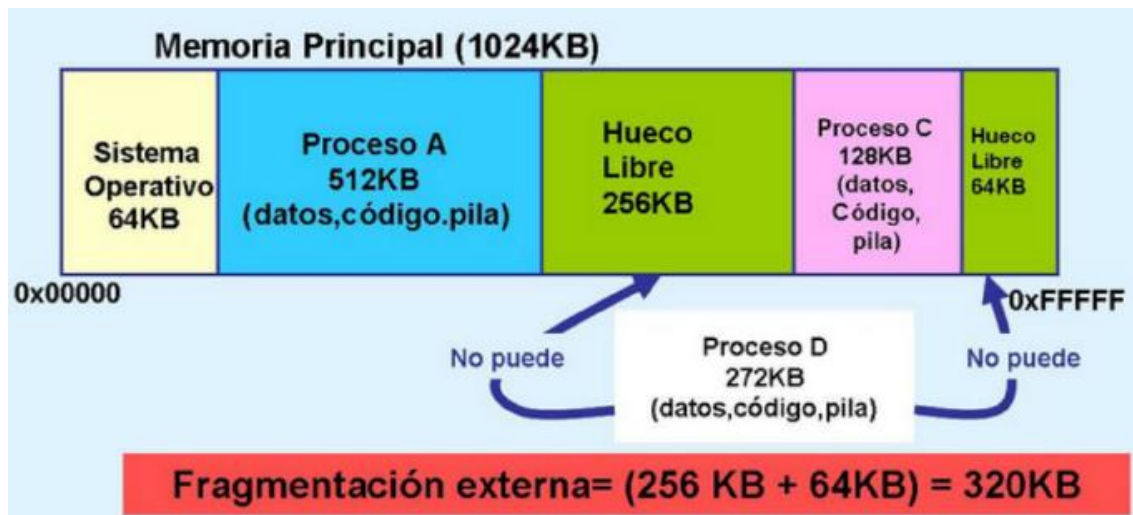 Memoria Principal (1024KB)
Sistema
Operativo
64KB
Proceso A
512KB
(datos,código.pila)
Hueco
Libre
256KB
Proceso C
128KB
(datos,
Código,
pila)
Hueco
Libre
64KB
0x00000
0xFFFFF
No puede
Proceso D
272KB
(datos,código,pila)
No puede
Fragmentación externa= (256 KB + 64KB) = 320KB